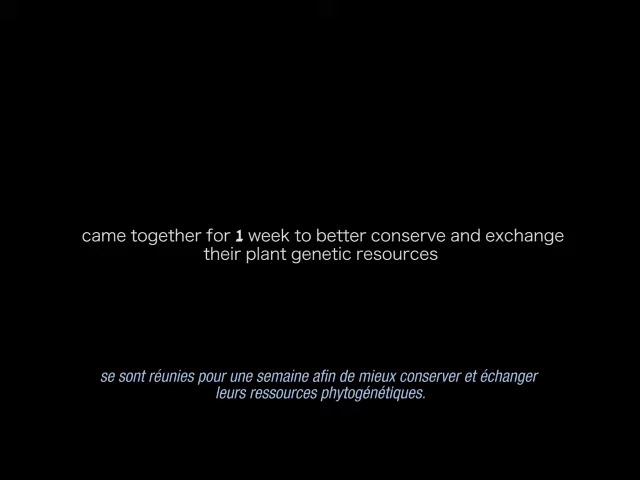 came together for 1 week to better conserve and exchange
their plant genetic resources
se sont réunies pour une semaine afin de mieux conserver et échanger
leurs ressources phytogénétiques.